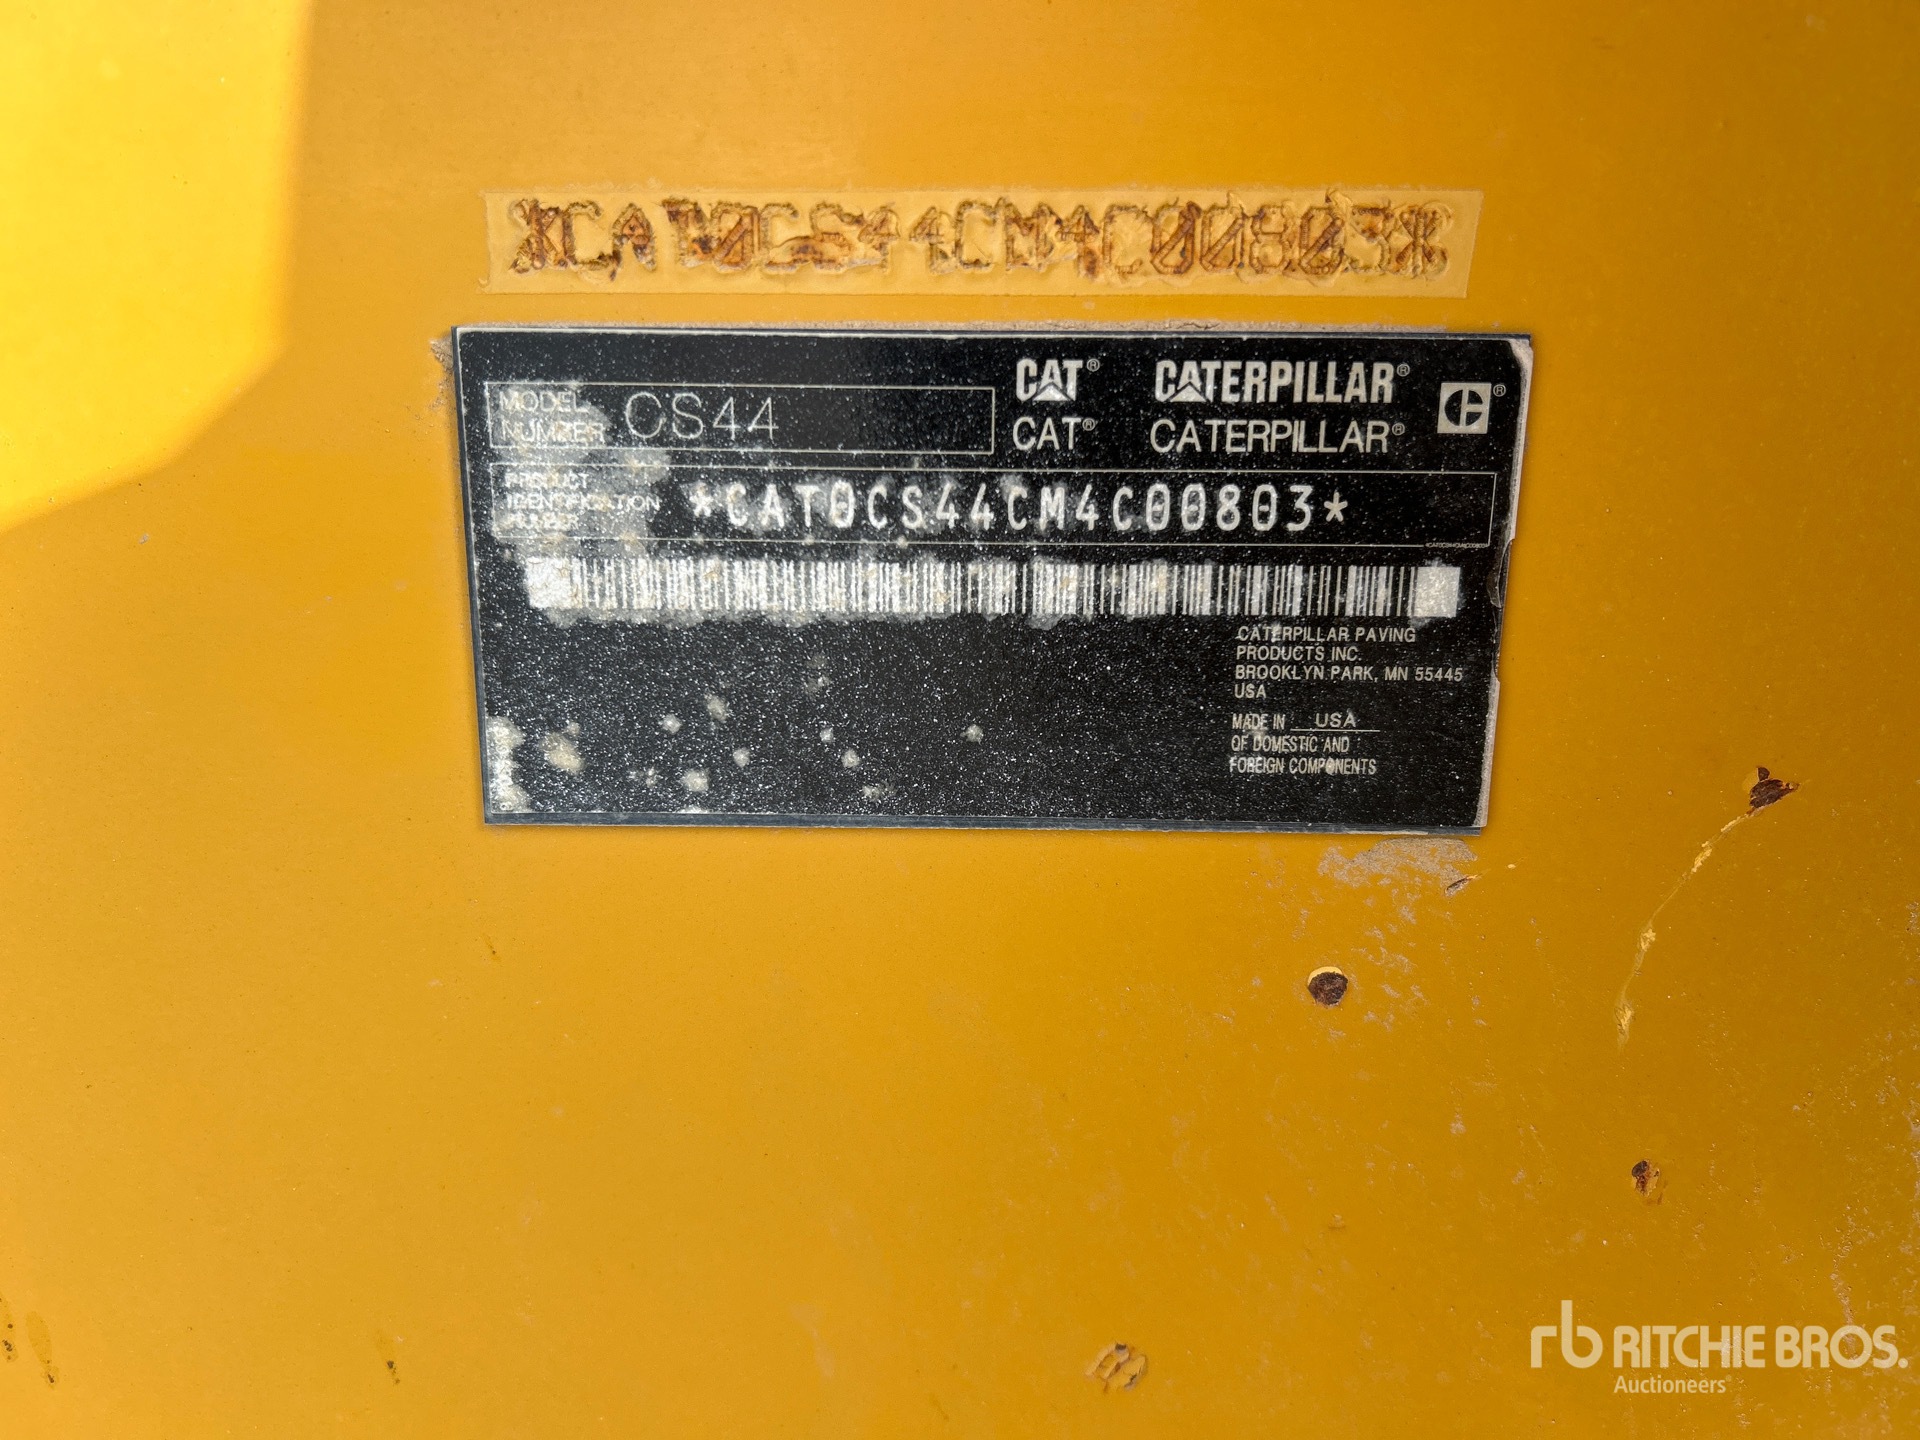 *CAT0CS44CM4C00803*
MODEL
NUMBER
CS44
CAT® CATERPILLAR® ®
CAT® CATERPILLAR®
PRODUCT
IDENTIFICATION
NUMBER
*CAT0CS44CM4C00803*
CATERPILLAR PAVING
PRODUCTS INC.
BROOKLYN PARK, MN 55445
USA
MADE IN USA
OF DOMESTIC AND
FOREIGN COMPONENTS
rb RITCHIE BROS.
Auctioneers